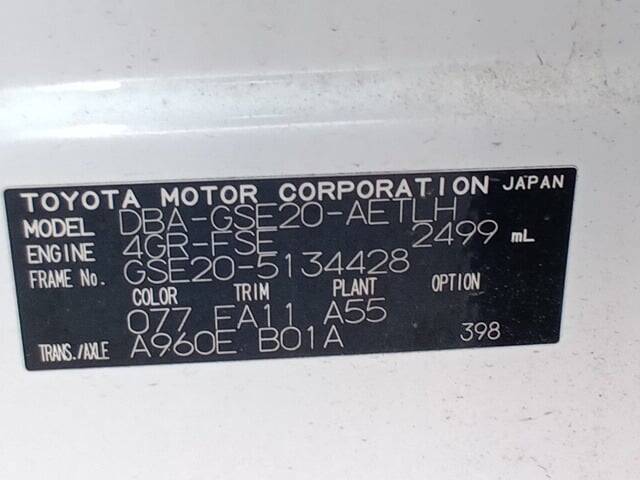 TOYOTA MOTOR CORPORATION JAPAN
MODEL DBA-GSE20-AETLH
ENGINE 4GR-FSE 2499 mL
FRAME No. GSE20-5134428
COLOR TRIM PLANT OPTION
077 FA11 A55
TRANS./AXLE A960E B01A 398